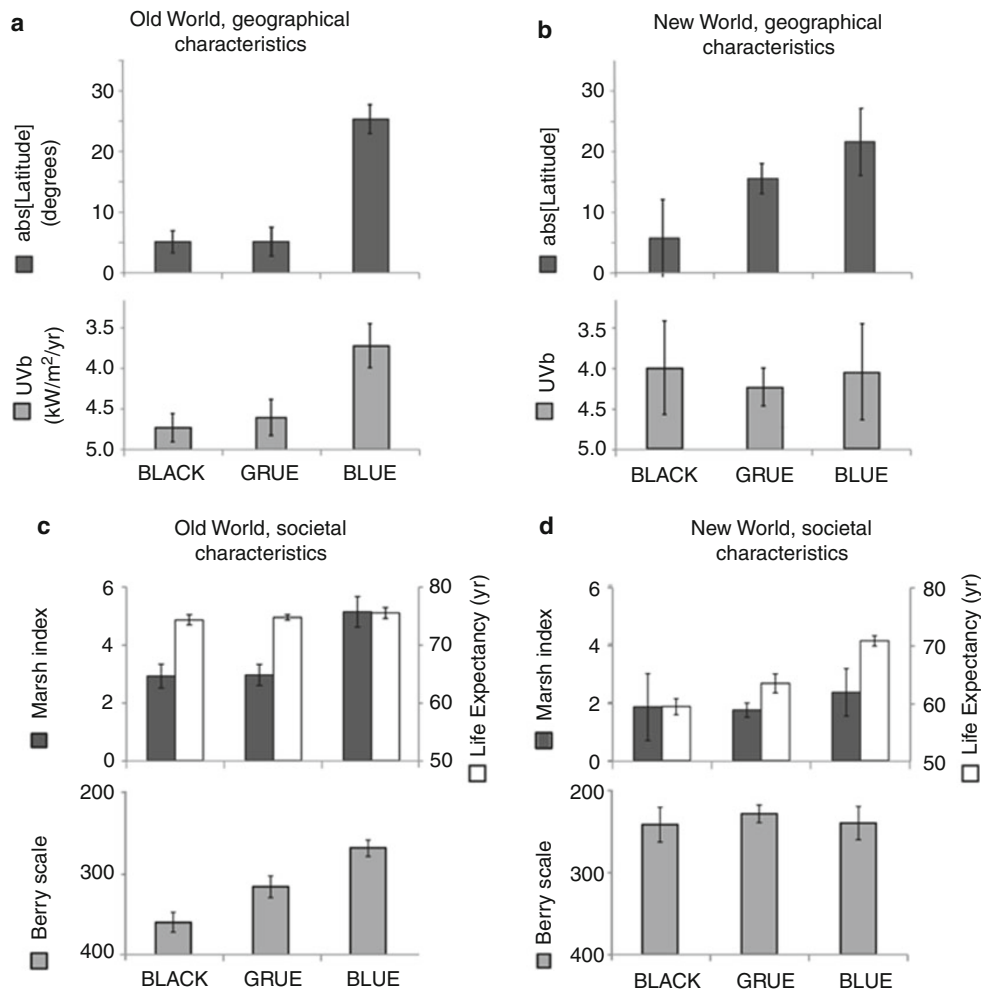 a
Old World, geographical
characteristics
abs[Latitude]
(degrees)
30
20
10
0
UVb
(kW/m²/yr)
3.5
4.0
4.5
5.0
BLACK GRUE BLUE
b
New World, geographical
characteristics
abs[Latitude]
30
20
10
0
UVb
3.5
4.0
4.5
5.0
BLACK GRUE BLUE
c
Old World, societal
characteristics
Marsh index
6
4
2
0
80
70
60
50
Life Expectancy (yr)
Berry scale
200
300
400
BLACK GRUE BLUE
d
New World, societal
characteristics
Marsh index
6
4
2
0
80
70
60
50
Life Expectancy (yr)
Berry scale
200
300
400
BLACK GRUE BLUE